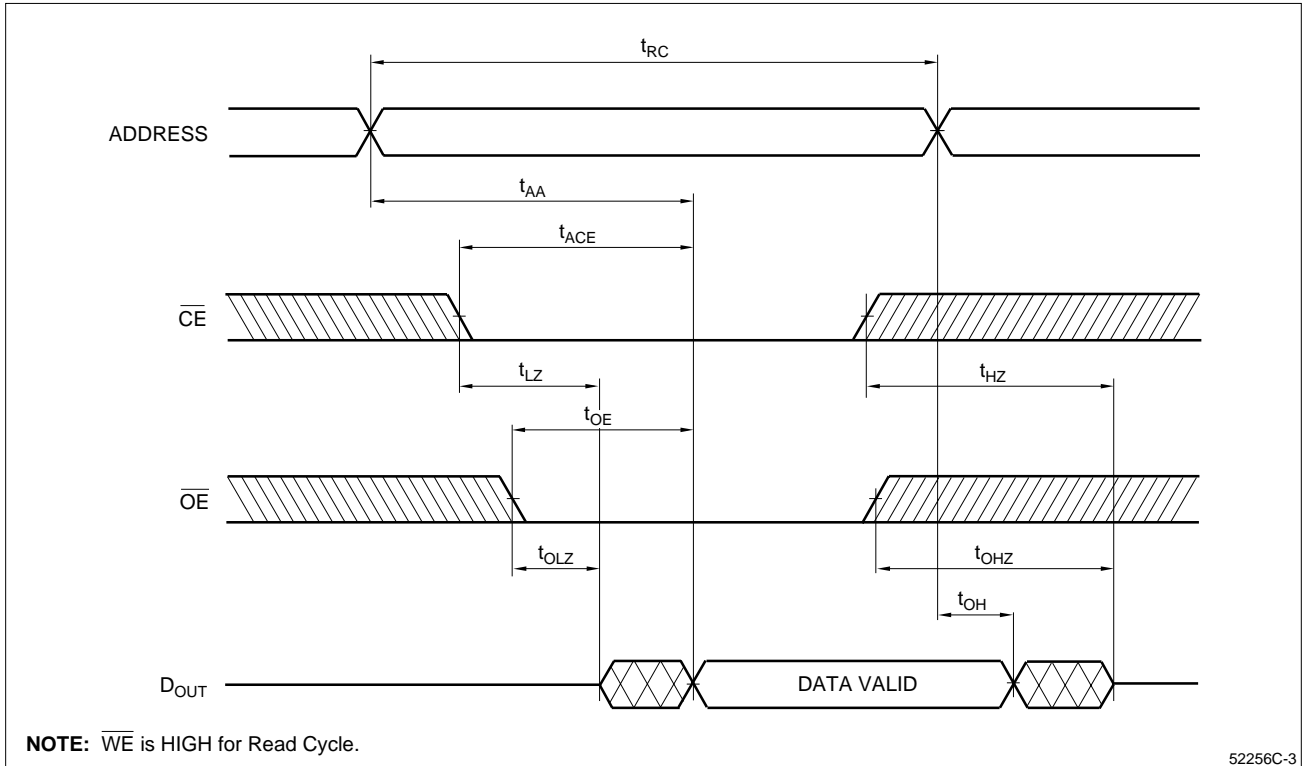 tRC
ADDRESS
tAA
tACE
CE
tLZ
tHZ
tOE
OE
tOLZ
tOHZ
tOH
DOUT
DATA VALID
NOTE: WE is HIGH for Read Cycle.
52256C-3